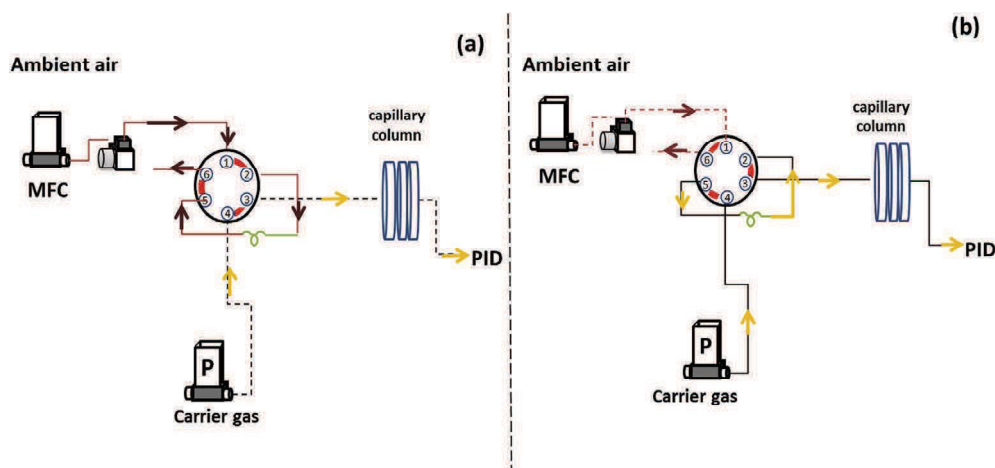 (a)
Ambient air
MFC
capillary
column
①
②
③
④
⑤
⑥
PID
P
Carrier gas
(b)
Ambient air
MFC
capillary
column
①
②
③
④
⑤
⑥
PID
P
Carrier gas